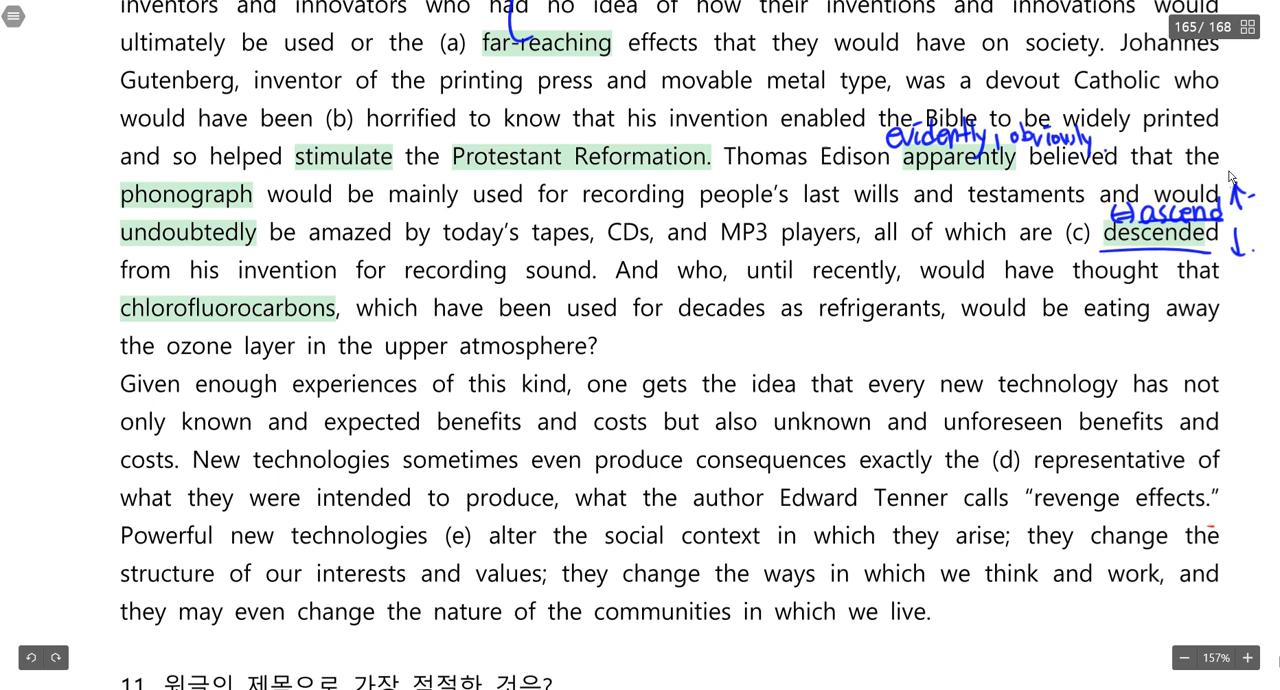 inventors and innovators who had no idea of how their inventions and innovations would
165/ 168
ultimately be used or the (a) far-reaching effects that they would have on society. Johannes
Gutenberg, inventor of the printing press and movable metal type, was a devout Catholic who
would have been (b) horrified to know that his invention enabled the Bible to be widely printed
evidently, obviously.
and so helped stimulate the Protestant Reformation. Thomas Edison apparently believed that the
phonograph would be mainly used for recording people's last wills and testaments and would
⇔ ascend ↑
undoubtedly be amazed by today's tapes, CDs, and MP3 players, all of which are (c) descended ↓
from his invention for recording sound. And who, until recently, would have thought that
chlorofluorocarbons, which have been used for decades as refrigerants, would be eating away
the ozone layer in the upper atmosphere?
Given enough experiences of this kind, one gets the idea that every new technology has not
only known and expected benefits and costs but also unknown and unforeseen benefits and
costs. New technologies sometimes even produce consequences exactly the (d) representative of
what they were intended to produce, what the author Edward Tenner calls “revenge effects.”
Powerful new technologies (e) alter the social context in which they arise; they change the
structure of our interests and values; they change the ways in which we think and work, and
they may even change the nature of the communities in which we live.
157%
11. 윗글의 제목으로 가장 적절한 것은?